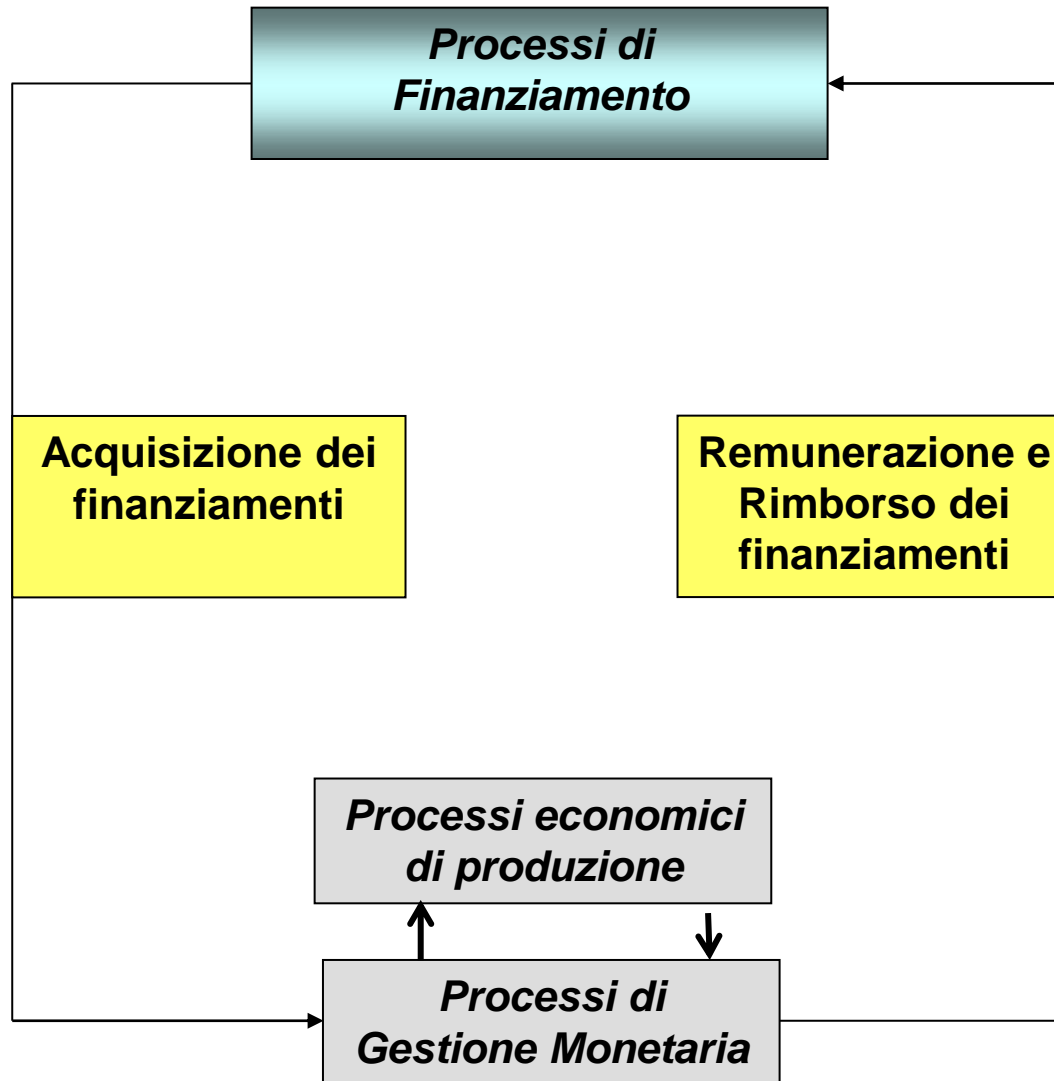 Processi di
Finanziamento
Acquisizione dei
finanziamenti
Remunerazione e
Rimborso dei
finanziamenti
Processi economici
di produzione
Processi di
Gestione Monetaria